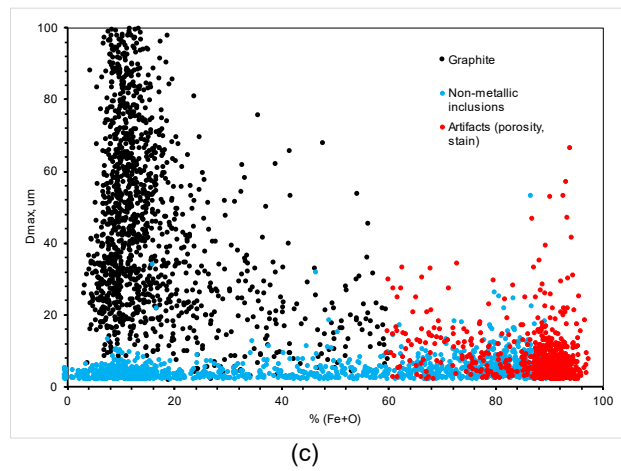 100
80
60
40
20
0
Dmax, um
Graphite
Non-metallic
inclusions
Artifacts (porosity,
stain)
0 20 40 60 80 100
% (Fe+O)
(c)